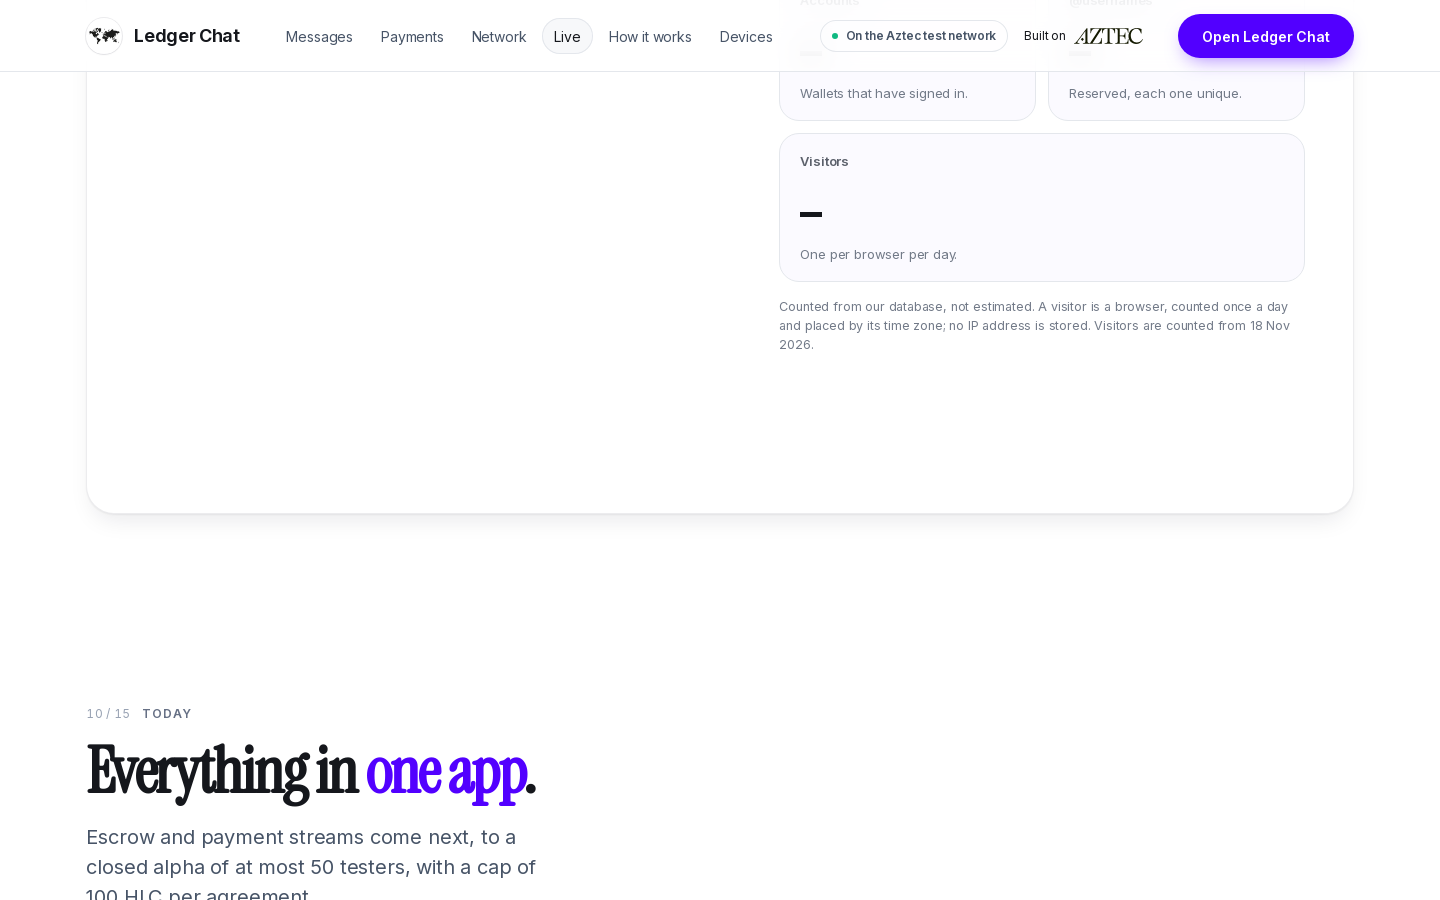 Ledger Chat
Messages
Payments
Network
Live
How it works
Devices
On the Aztec test network
Built on
AZTEC
Open Ledger Chat
Wallets that have signed in.
Reserved, each one unique.
Visitors
—
One per browser per day.
Counted from our database, not estimated. A visitor is a browser, counted once a day
and placed by its time zone; no IP address is stored. Visitors are counted from 18 Nov
2026.
10 / 15 TODAY
Everything in one app.
Escrow and payment streams come next, to a
closed alpha of at most 50 testers, with a cap of
100 HLC per agreement